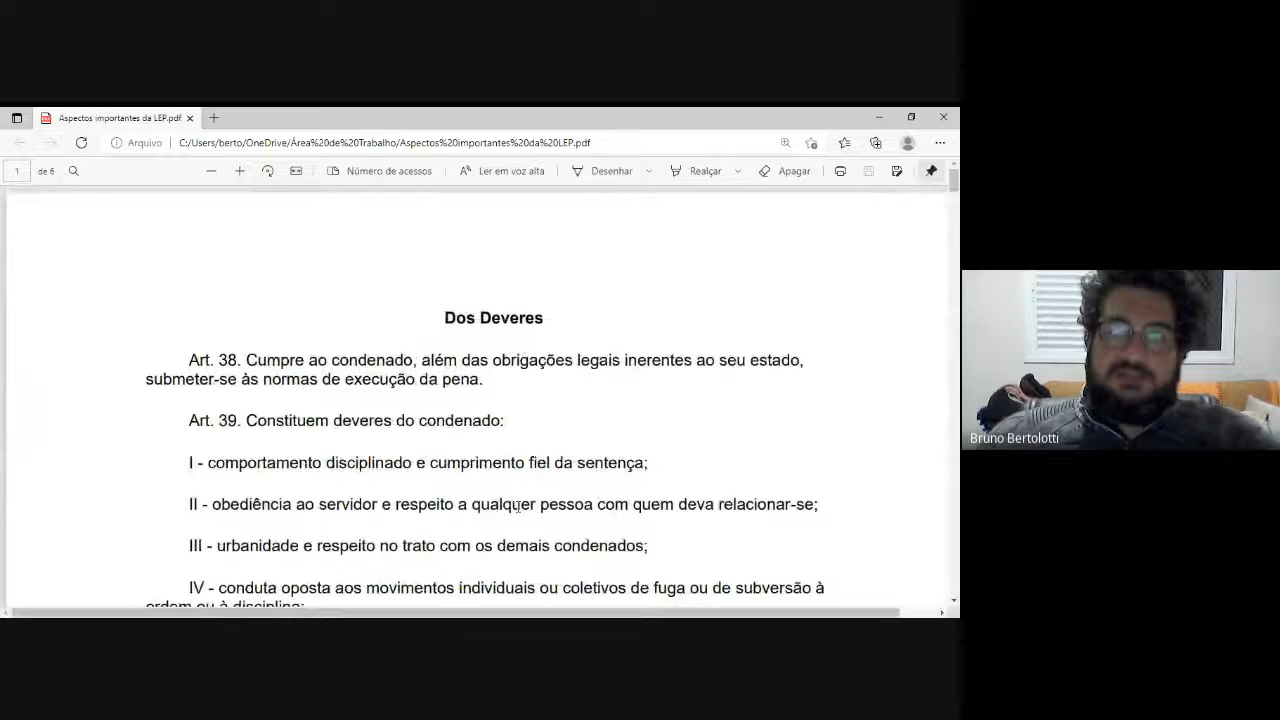 Aspectos importantes da LEP.pdf
Arquivo C:/Users/berto/OneDrive/Área%20de%20Trabalho/Aspectos%20importantes%20da%20LEP.pdf
1 de 6 Número de acessos Ler em voz alta Desenhar Realçar Apagar
Dos Deveres
Art. 38. Cumpre ao condenado, além das obrigações legais inerentes ao seu estado,
submeter-se às normas de execução da pena.
Art. 39. Constituem deveres do condenado:
I - comportamento disciplinado e cumprimento fiel da sentença;
II - obediência ao servidor e respeito a qualquer pessoa com quem deva relacionar-se;
III - urbanidade e respeito no trato com os demais condenados;
IV - conduta oposta aos movimentos individuais ou coletivos de fuga ou de subversão à
ordem ou à disciplina;
Bruno Bertolotti